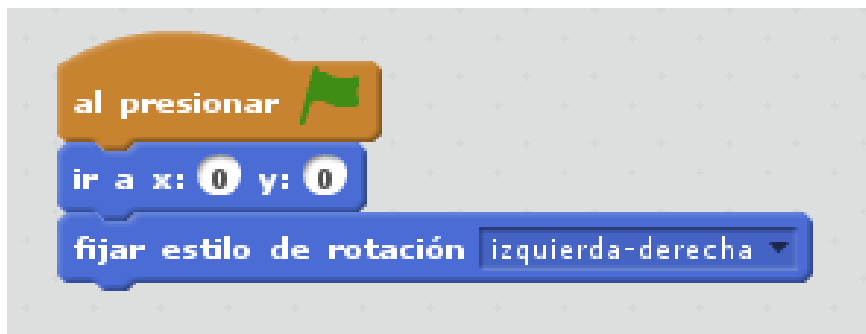 al presionar
ir a x: 0 y: 0
fijar estilo de rotación izquierda-derecha